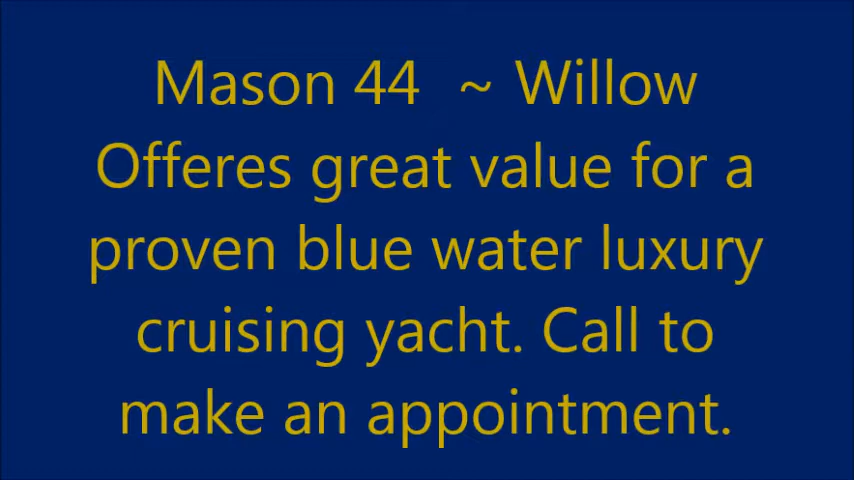 Mason 44 ~ Willow
Offeres great value for a
proven blue water luxury
cruising yacht. Call to
make an appointment.